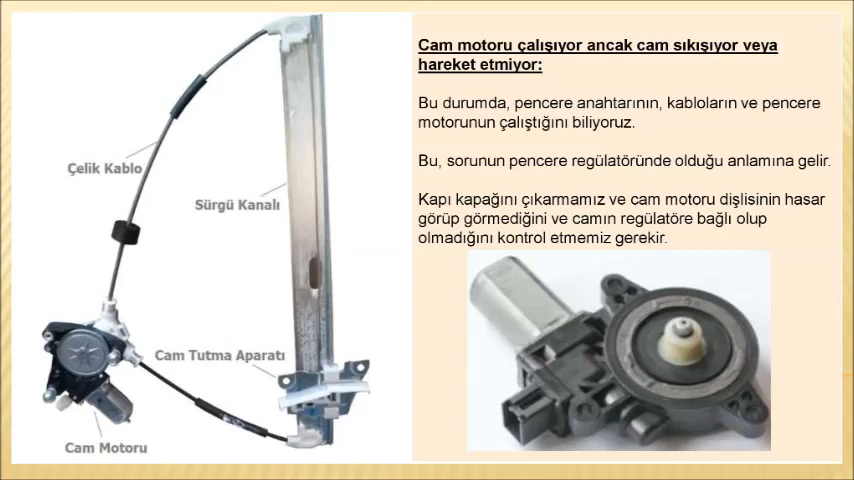 Cam motoru çalışıyor ancak cam sıkışıyor veya
hareket etmiyor:
Bu durumda, pencere anahtarının, kabloların ve pencere
motorunun çalıştığını biliyoruz.
Bu, sorunun pencere regülatöründe olduğu anlamına gelir.
Kapı kapağını çıkarmamız ve cam motoru dişlisinin hasar
görüp görmediğini ve camın regülatöre bağlı olup
olmadığını kontrol etmemiz gerekir.
Çelik Kablo
Sürgü Kanalı
Cam Tutma Aparatı
Cam Motoru